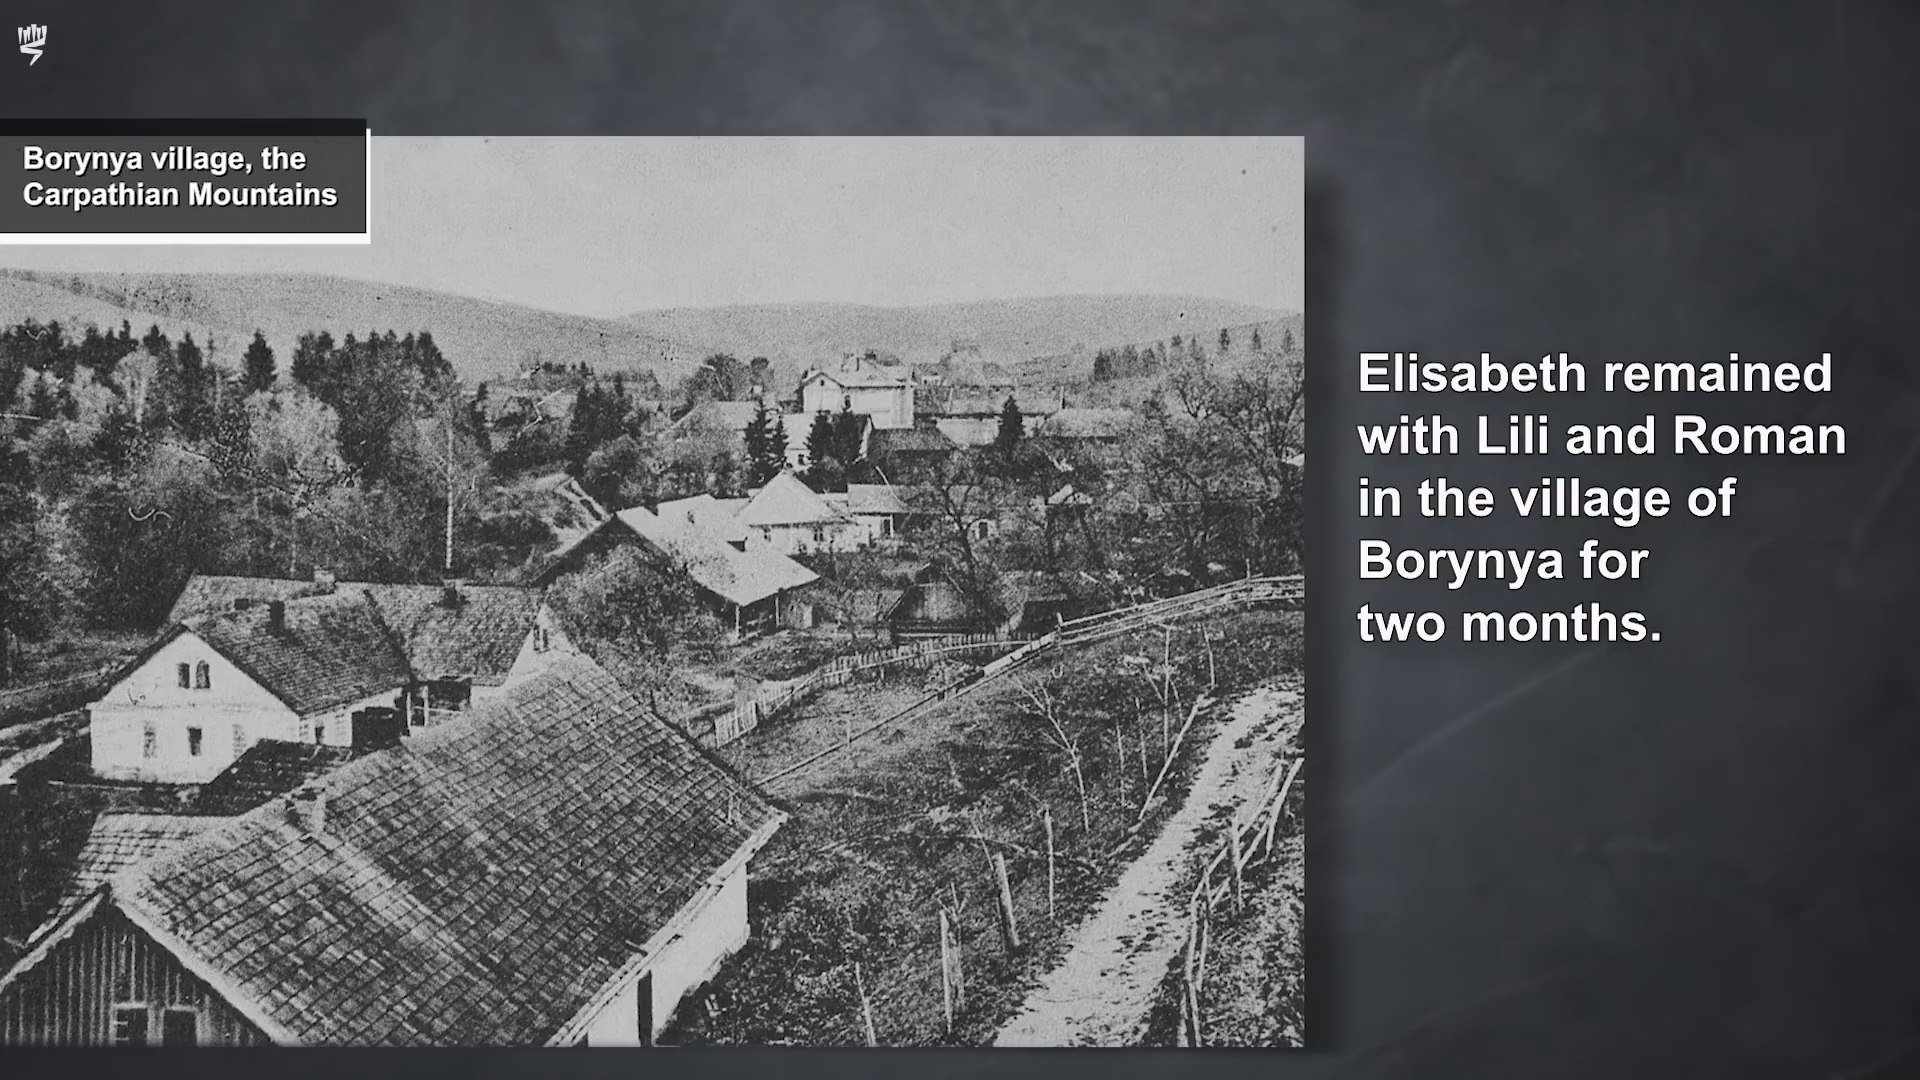 Borynya village, the
Carpathian Mountains
Elisabeth remained
with Lili and Roman
in the village of
Borynya for
two months.